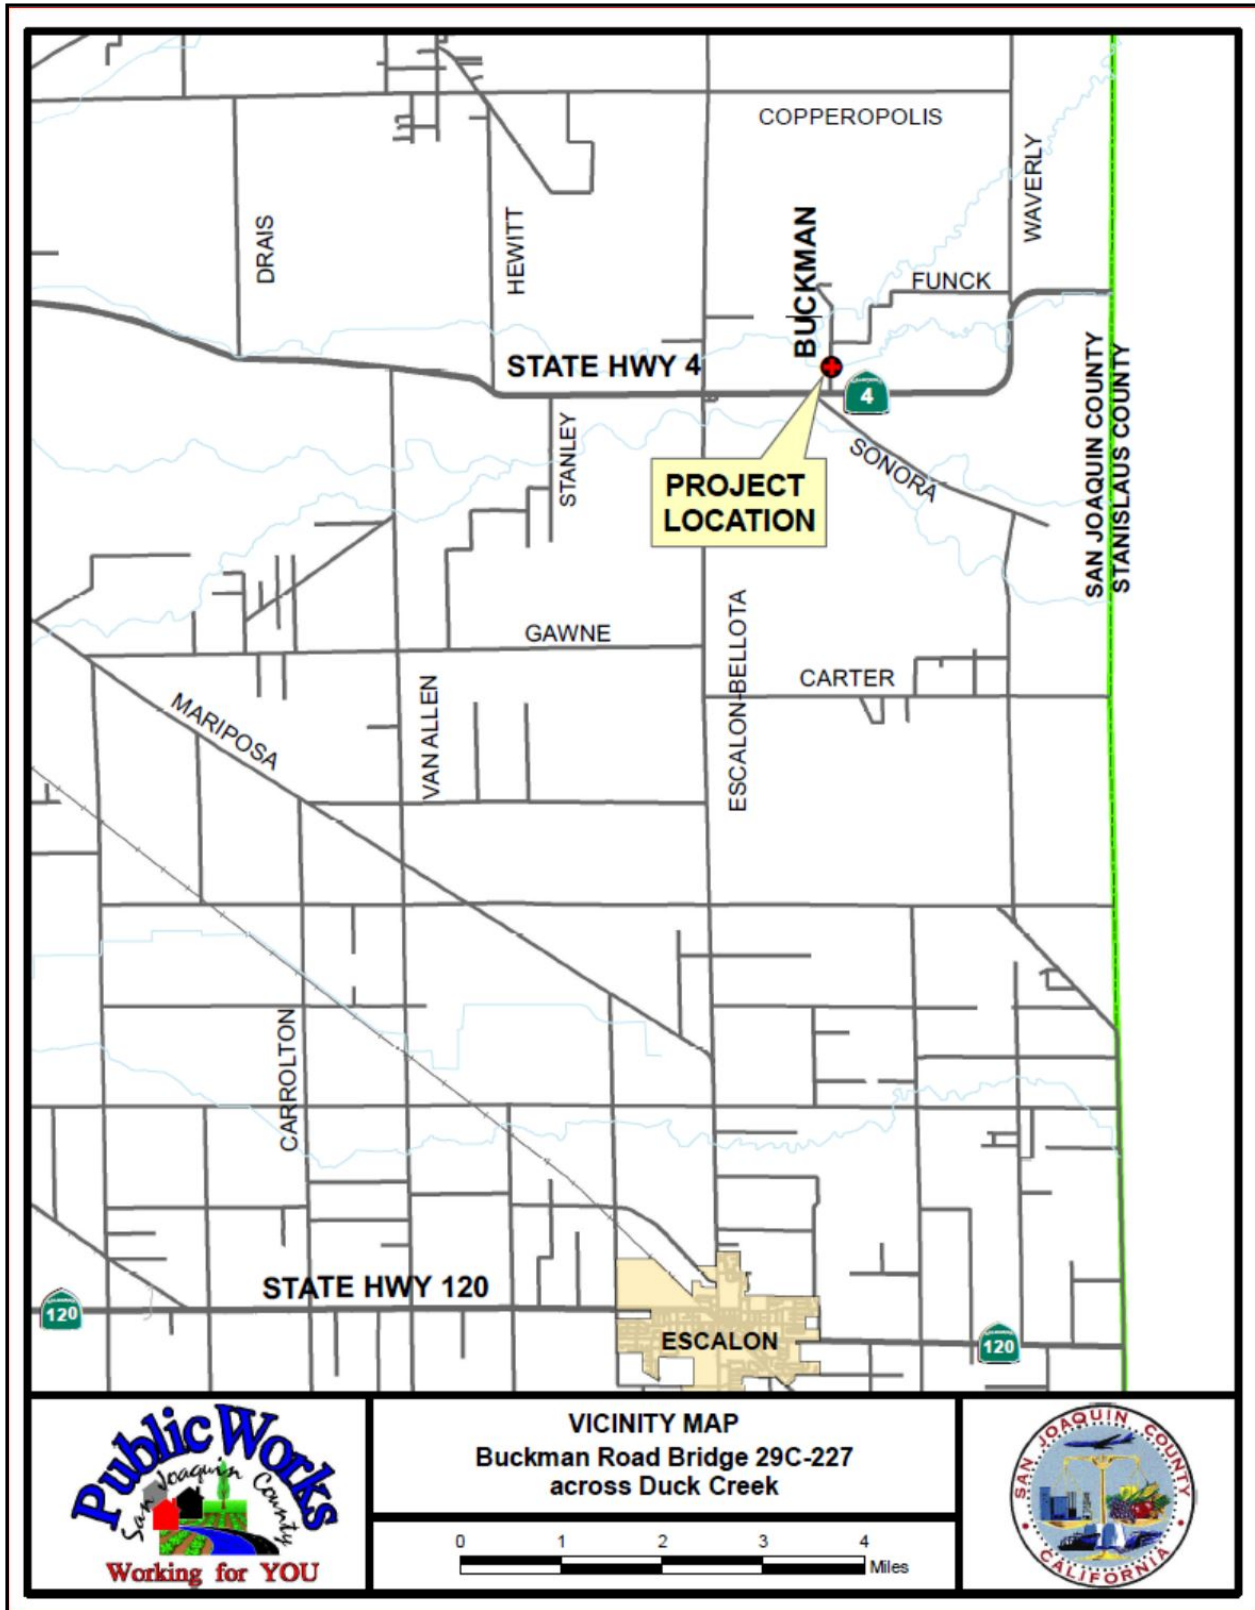 COPPEROPOLIS
WAVERLY
DRAIS
HEWITT
BUCKMAN
FUNCK
STATE HWY 4
4
STANLEY
SONORA
PROJECT
LOCATION
SAN JOAQUIN COUNTY
STANISLAUS COUNTY
GAWNE
ESCALON-BELLOTA
CARTER
MARIPOSA
VAN ALLEN
CARROLTON
STATE HWY 120
120
ESCALON
120
Public Works
San Joaquin County
Working for YOU
VICINITY MAP
Buckman Road Bridge 29C-227
across Duck Creek
0 1 2 3 4
Miles
SAN JOAQUIN COUNTY
CALIFORNIA